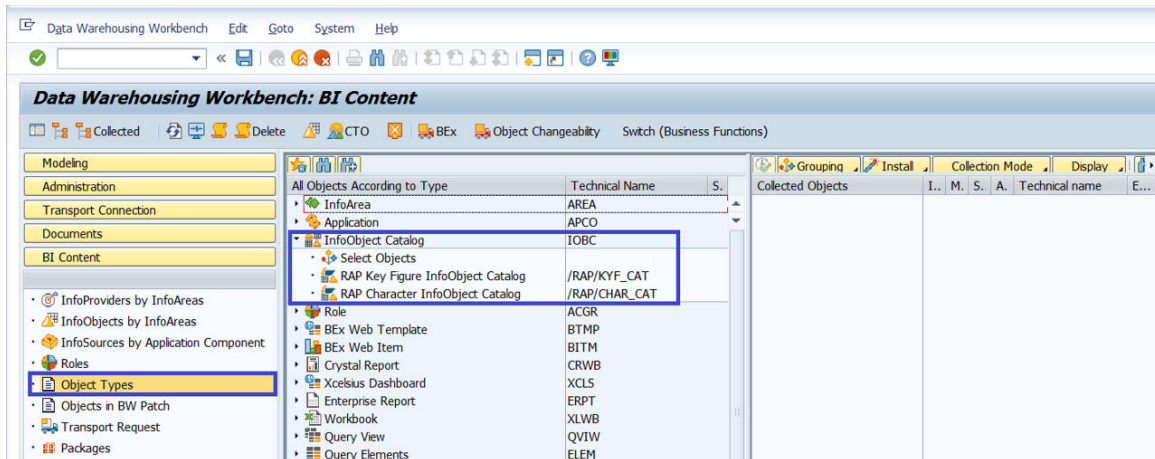 Data Warehousing Workbench Edit Goto System Help
Data Warehousing Workbench: BI Content
Collected Delete CTO BEx Object Changeability Switch (Business Functions)
Modeling
Administration
Transport Connection
Documents
BI Content
InfoProviders by InfoAreas
InfoObjects by InfoAreas
InfoSources by Application Component
Roles
Object Types
Objects in BW Patch
Transport Request
Packages
All Objects According to Type Technical Name S.
InfoArea AREA
Application APCO
InfoObject Catalog IOBC
Select Objects
RAP Key Figure InfoObject Catalog /RAP/KYF_CAT
RAP Character InfoObject Catalog /RAP/CHAR_CAT
Role ACGR
BEx Web Template BTMP
BEx Web Item BITM
Crystal Report CRWB
Xcelsius Dashboard XCLS
Enterprise Report ERPT
Workbook XLWB
Query View QVIW
Query Elements ELEM
Grouping Install Collection Mode Display
Collected Objects I.. M. S. A. Technical name E...